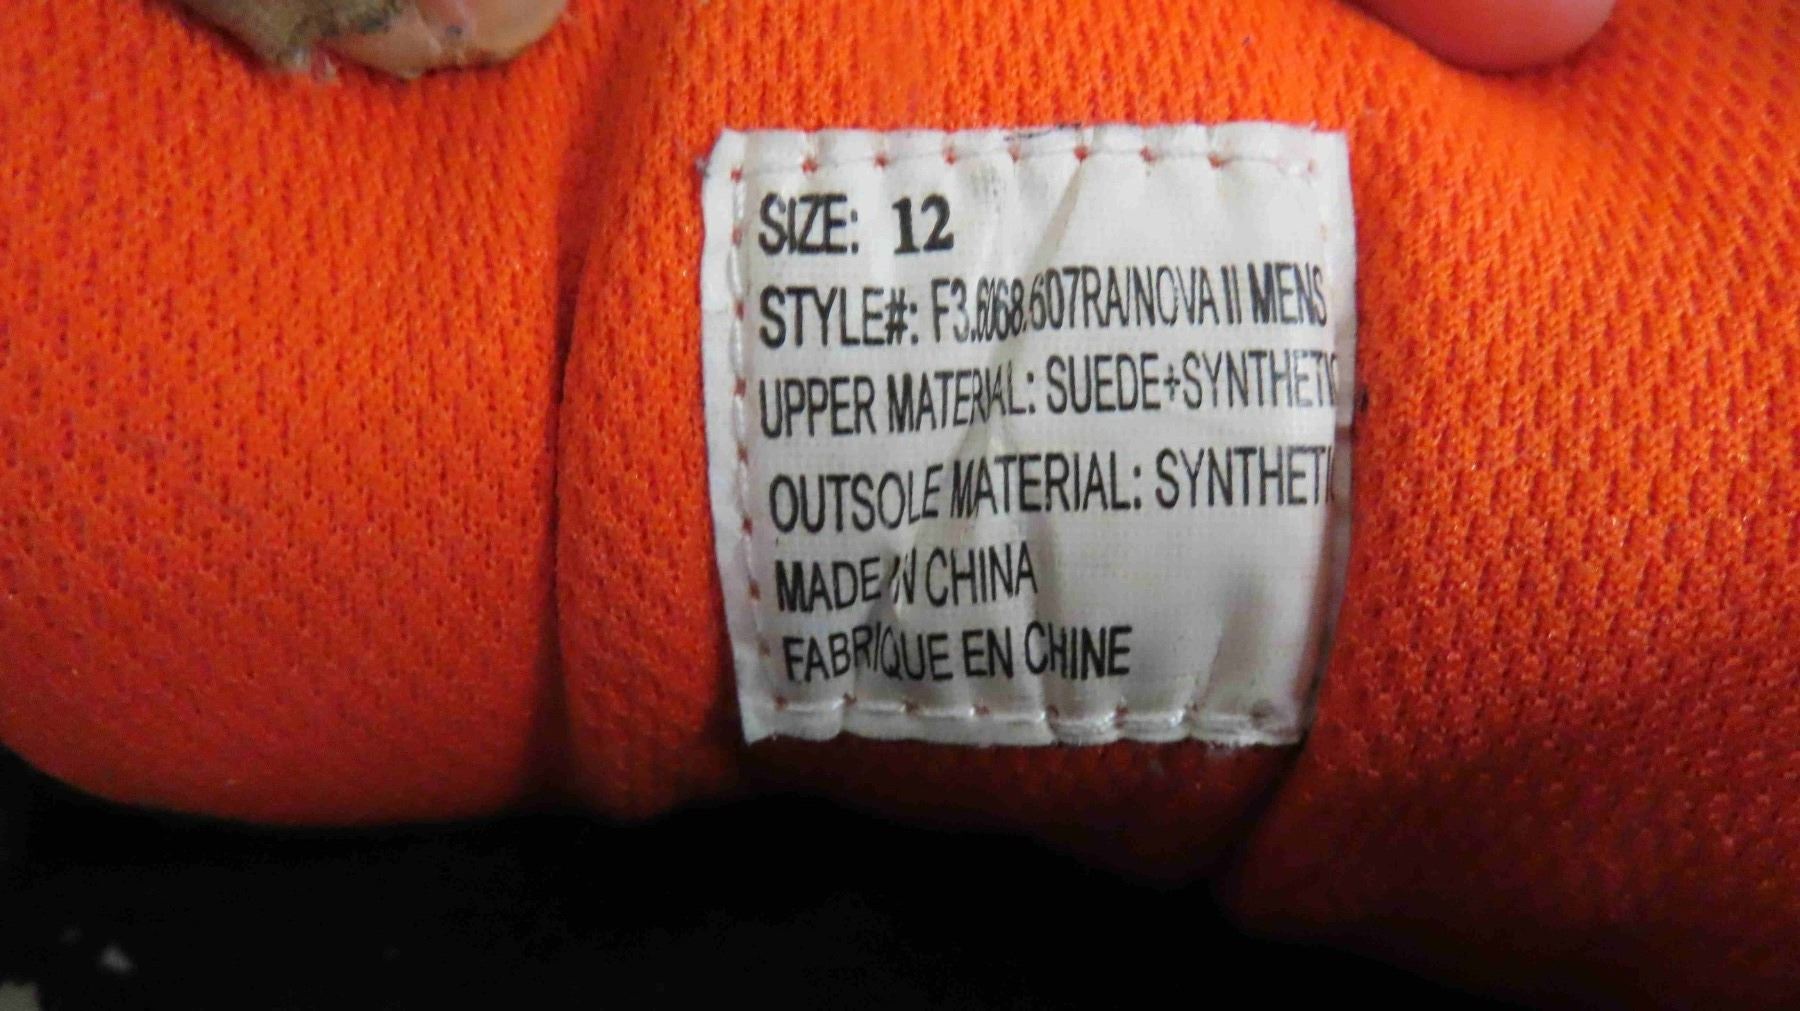 SIZE: 12
STYLE#: F3.6068.607RA/NOVA II MENS
UPPER MATERIAL: SUEDE+SYNTHETIC
OUTSOLE MATERIAL: SYNTHETI
MADE IN CHINA
FABRIQUE EN CHINE